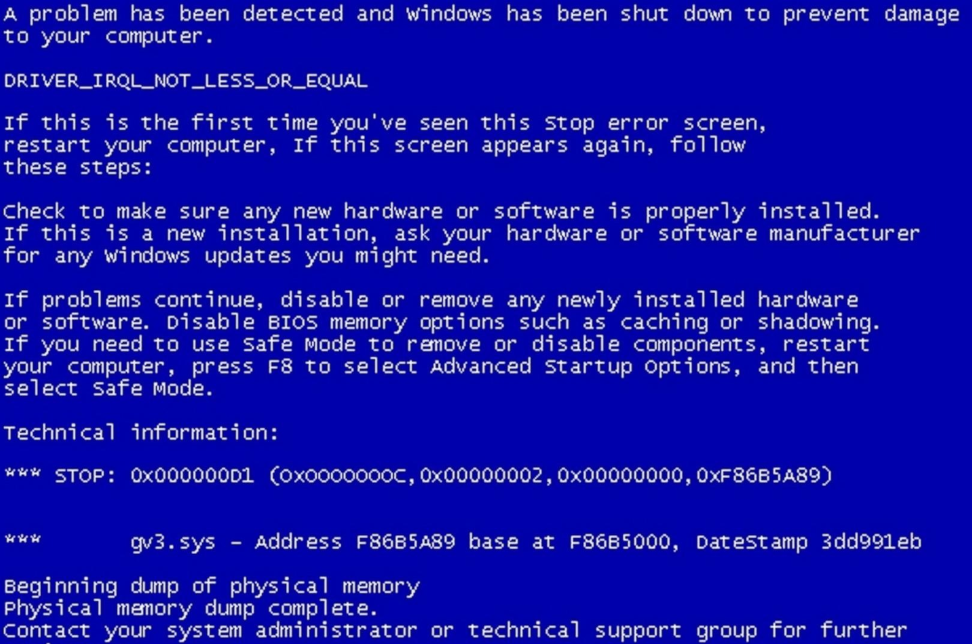 A problem has been detected and Windows has been shut down to prevent damage
to your computer.
DRIVER_IRQL_NOT_LESS_OR_EQUAL
If this is the first time you've seen this Stop error screen,
restart your computer, If this screen appears again, follow
these steps:
Check to make sure any new hardware or software is properly installed.
If this is a new installation, ask your hardware or software manufacturer
for any Windows updates you might need.
If problems continue, disable or remove any newly installed hardware
or software. Disable BIOS memory options such as caching or shadowing.
If you need to use Safe Mode to remove or disable components, restart
your computer, press F8 to select Advanced Startup Options, and then
select Safe Mode.
Technical information:
*** STOP: 0x000000D1 (0x0000000C,0x00000002,0x00000000,0xF86B5A89)
*** gv3.sys – Address F86B5A89 base at F86B5000, DateStamp 3dd991eb
Beginning dump of physical memory
Physical memory dump complete.
Contact your system administrator or technical support group for further